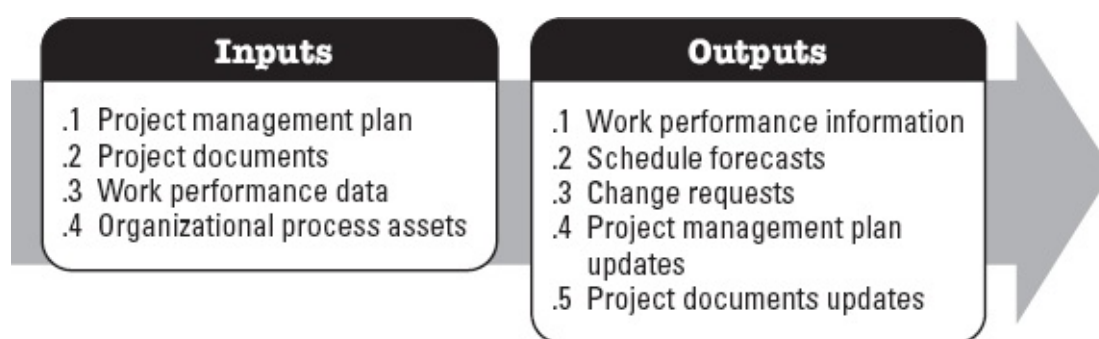 Inputs
.1 Project management plan
.2 Project documents
.3 Work performance data
.4 Organizational process assets
Outputs
.1 Work performance information
.2 Schedule forecasts
.3 Change requests
.4 Project management plan
updates
.5 Project documents updates